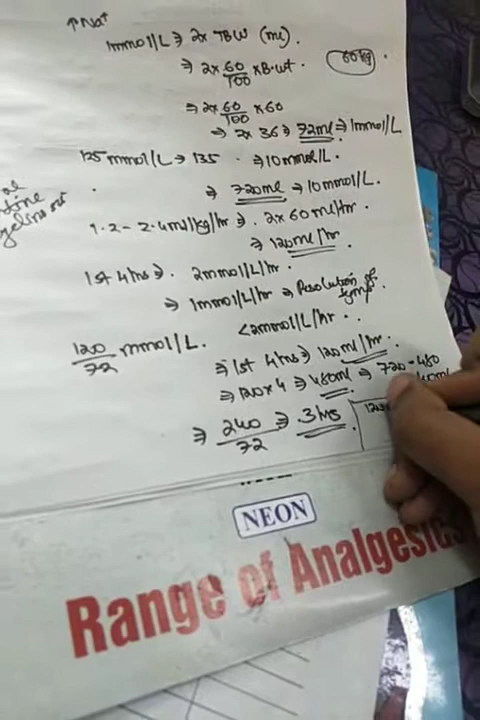 ↑Na⁺
1mmol/L ⇒ 2x TBW (ml).
⇒ 2x 60/100 x B.wt. 60kg.
⇒ 2x 60/100 x 60
⇒ 2x 36 ⇒ 72ml ⇒ 1mmol/L
125 mmol/L → 135 ⇒ 10mmol/L.
⇒ 720ml ⇒ 10mmol/L.
1.2 - 2.4ml/kg/hr ⇒ 2x60ml/hr.
⇒ 120ml/hr
1st 4hrs ⇒ 2mmol/L/hr.
⇒ 1mmol/L/hr ⇒ Resolution of
symp.
120/72 mmol/L. <2mmol/L/hr.
⇒ 1st 4hrs ⇒ 120ml/hr.
⇒ 120x4 ⇒ 480ml ⇒ 720-480
⇒ 240/72 ⇒ 3hrs
NEON
Range of Analgesics